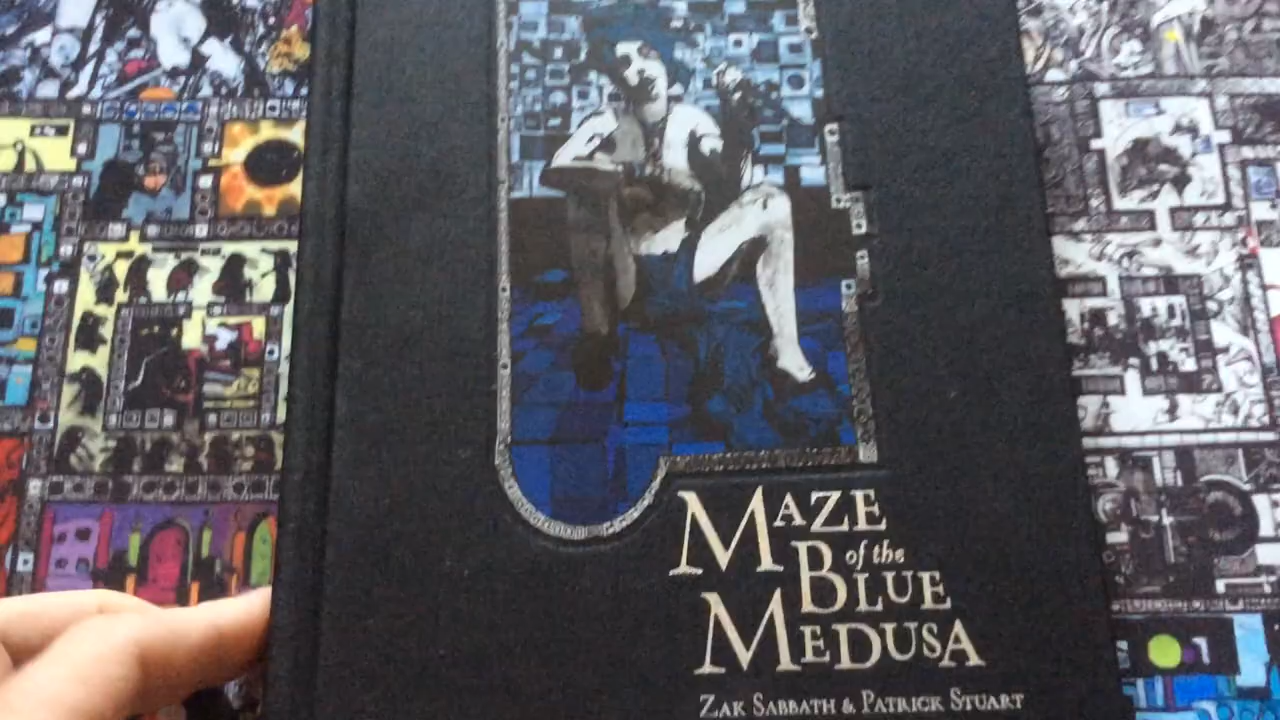 MAZE
of the
BLUE
MEDUSA
ZAK SABBATH & PATRICK STUART